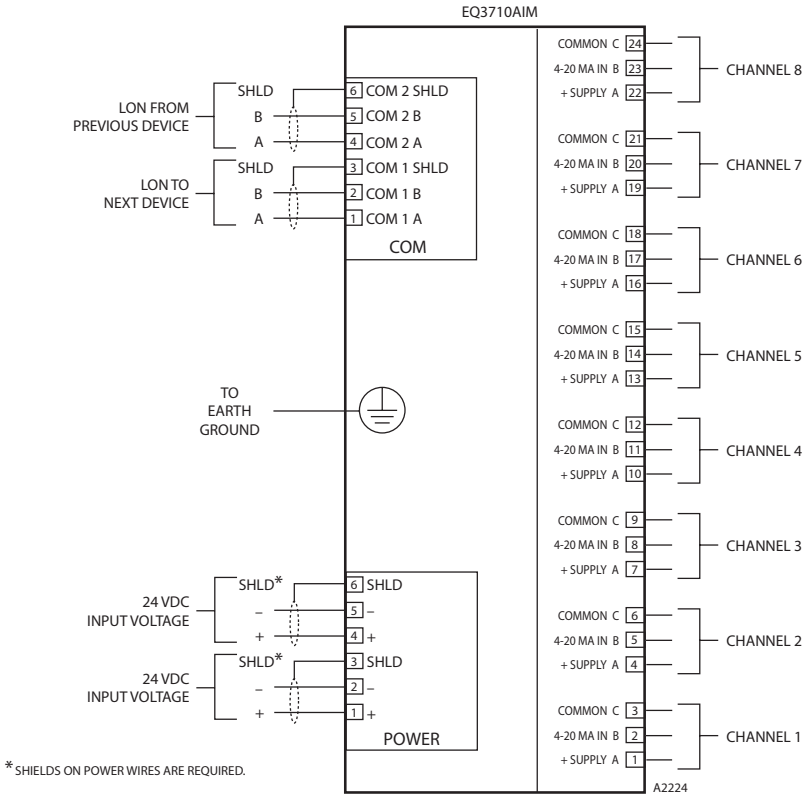 EQ3710AIM
LON FROM
PREVIOUS DEVICE
SHLD
B
A
6 COM 2 SHLD
5 COM 2 B
4 COM 2 A
LON TO
NEXT DEVICE
SHLD
B
A
3 COM 1 SHLD
2 COM 1 B
1 COM 1 A
COM
TO
EARTH
GROUND
24 VDC
INPUT VOLTAGE
SHLD*
–
+
6 SHLD
5 –
4 +
24 VDC
INPUT VOLTAGE
SHLD*
–
+
3 SHLD
2 –
1 +
POWER
* SHIELDS ON POWER WIRES ARE REQUIRED.
COMMON C 24
4-20 MA IN B 23
+ SUPPLY A 22
CHANNEL 8
COMMON C 21
4-20 MA IN B 20
+ SUPPLY A 19
CHANNEL 7
COMMON C 18
4-20 MA IN B 17
+ SUPPLY A 16
CHANNEL 6
COMMON C 15
4-20 MA IN B 14
+ SUPPLY A 13
CHANNEL 5
COMMON C 12
4-20 MA IN B 11
+ SUPPLY A 10
CHANNEL 4
COMMON C 9
4-20 MA IN B 8
+ SUPPLY A 7
CHANNEL 3
COMMON C 6
4-20 MA IN B 5
+ SUPPLY A 4
CHANNEL 2
COMMON C 3
4-20 MA IN B 2
+ SUPPLY A 1
CHANNEL 1
A2224